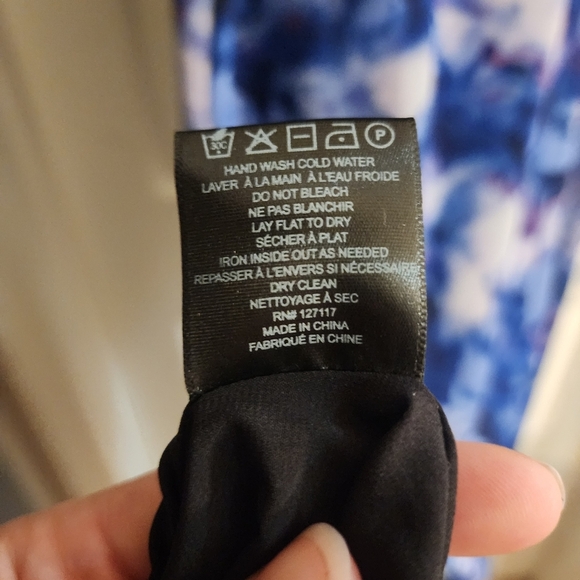 30C P
HAND WASH COLD WATER
LAVER À LA MAIN À L'EAU FROIDE
DO NOT BLEACH
NE PAS BLANCHIR
LAY FLAT TO DRY
SÉCHER À PLAT
IRON INSIDE OUT AS NEEDED
REPASSER À L'ENVERS SI NÉCESSAIRE
DRY CLEAN
NETTOYAGE À SEC
RN# 127117
MADE IN CHINA
FABRIQUÉ EN CHINE